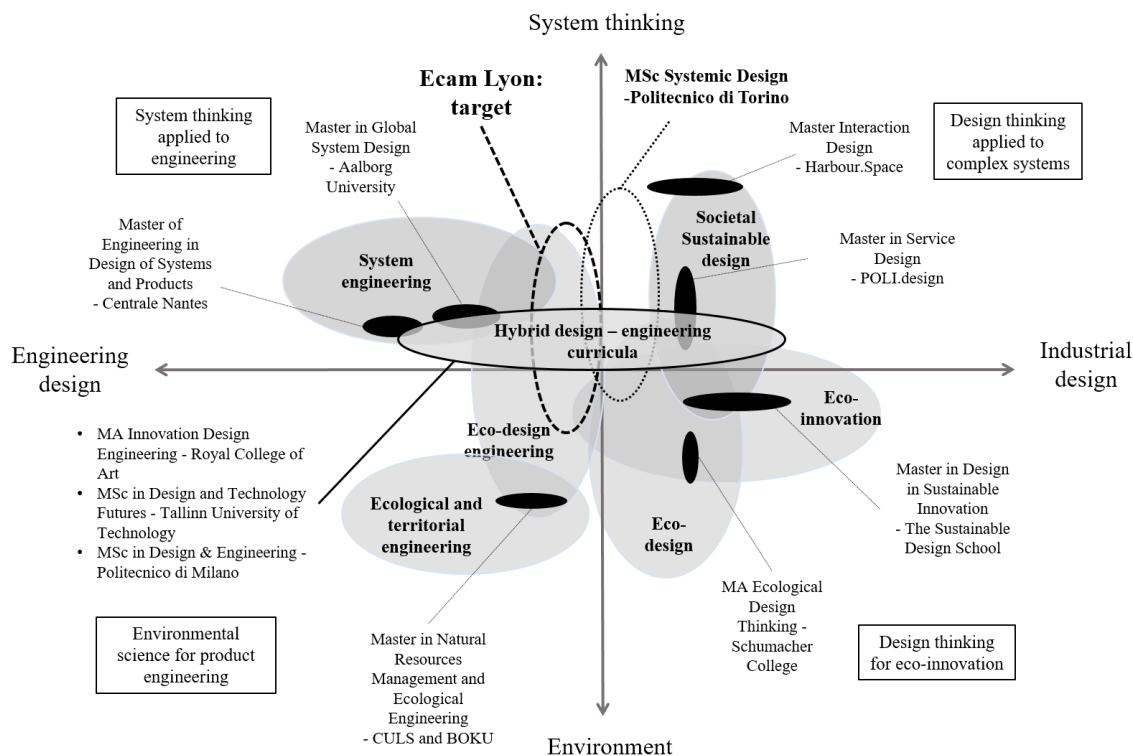 System thinking
Ecam Lyon:
target
MSc Systemic Design
-Politecnico di Torino
System thinking
applied to
engineering
Master in Global
System Design
- Aalborg
University
Master Interaction
Design
- Harbour.Space
Design thinking
applied to
complex systems
Master of
Engineering in
Design of Systems
and Products
- Centrale Nantes
System
engineering
Societal
Sustainable
design
Master in Service
Design
- POLI.design
Hybrid design – engineering
curricula
Engineering
design
Industrial
design
Eco-
innovation
• MA Innovation Design
Engineering - Royal College of
Art
• MSc in Design and Technology
Futures - Tallinn University of
Technology
• MSc in Design & Engineering -
Politecnico di Milano
Eco-design
engineering
Ecological and
territorial
engineering
Eco-
design
Master in Design
in Sustainable
Innovation
- The Sustainable
Design School
MA Ecological
Design
Thinking -
Schumacher
College
Environmental
science for product
engineering
Master in Natural
Resources
Management and
Ecological
Engineering
- CULS and BOKU
Design thinking
for eco-innovation
Environment